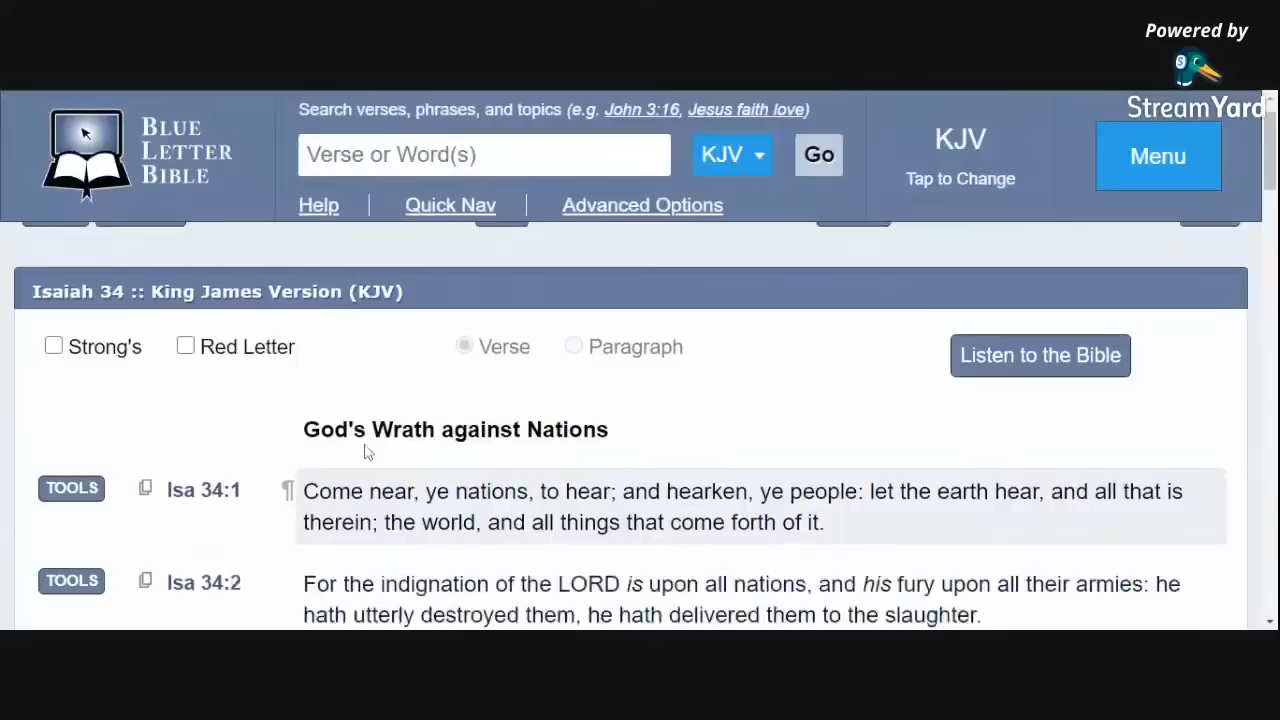 Powered by
StreamYard
BLUE
LETTER
BIBLE
Search verses, phrases, and topics (e.g. John 3:16, Jesus faith love)
Verse or Word(s)
KJV
Go
Help
Quick Nav
Advanced Options
KJV
Tap to Change
Menu
Isaiah 34 :: King James Version (KJV)
Strong's
Red Letter
Verse
Paragraph
Listen to the Bible
God's Wrath against Nations
TOOLS
Isa 34:1
¶ Come near, ye nations, to hear; and hearken, ye people: let the earth hear, and all that is
therein; the world, and all things that come forth of it.
TOOLS
Isa 34:2
For the indignation of the LORD is upon all nations, and his fury upon all their armies: he
hath utterly destroyed them, he hath delivered them to the slaughter.